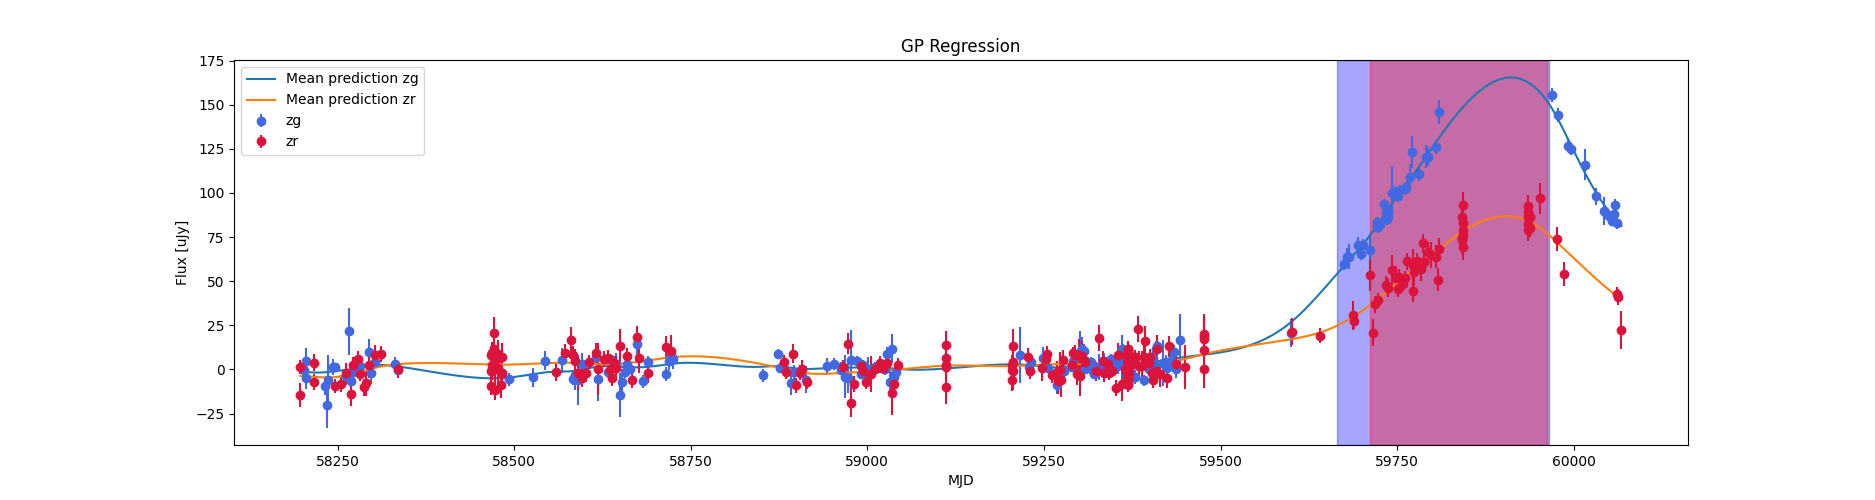 GP Regression
175
150
125
100
75
50
25
0
−25
Flux [uJy]
Mean prediction zg
Mean prediction zr
zg
zr
58250 58500 58750 59000 59250 59500 59750 60000
MJD